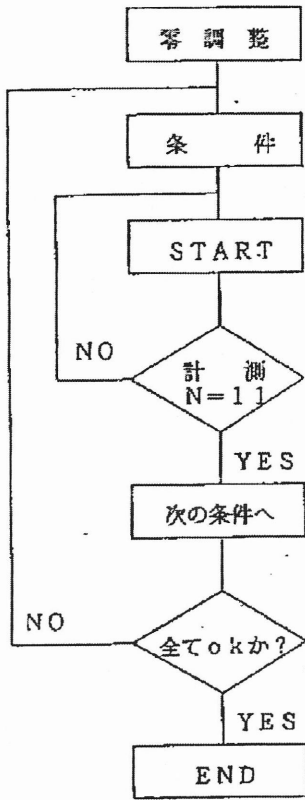 零調整
条件
START
計測
N=11
NO
YES
次の条件へ
全てokか?
NO
YES
END